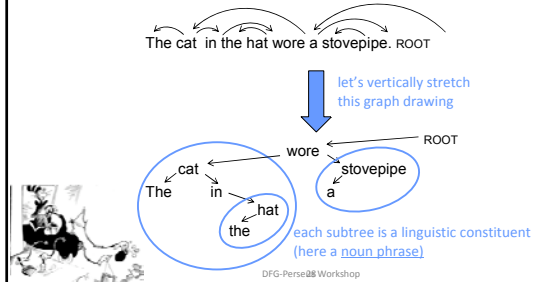 The cat in the hat wore a stovepipe. ROOT
let's vertically stretch
this graph drawing
ROOT
wore
cat
stovepipe
The
in
a
hat
the
each subtree is a linguistic constituent
(here a noun phrase)
DFG-Perseus Workshop
28